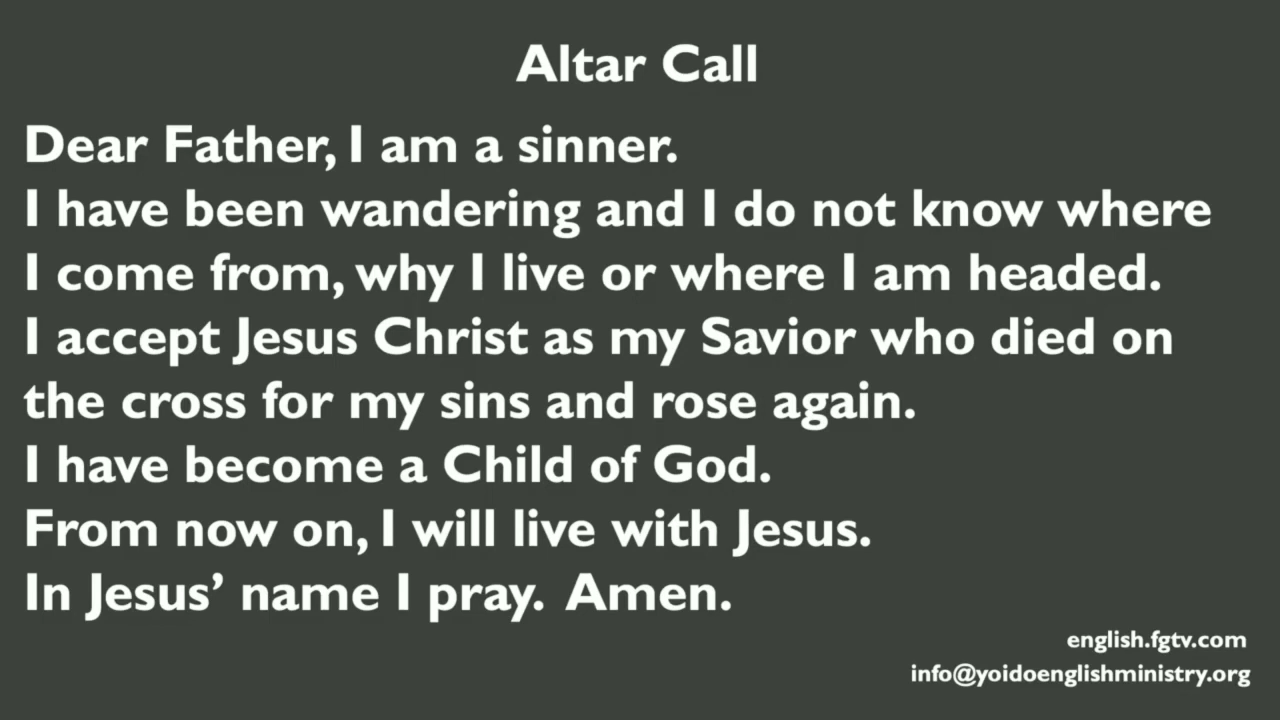 Altar Call
Dear Father, I am a sinner.
I have been wandering and I do not know where
I come from, why I live or where I am headed.
I accept Jesus Christ as my Savior who died on
the cross for my sins and rose again.
I have become a Child of God.
From now on, I will live with Jesus.
In Jesus’ name I pray.  Amen.
english.fgtv.com
info@yoidoenglishministry.org